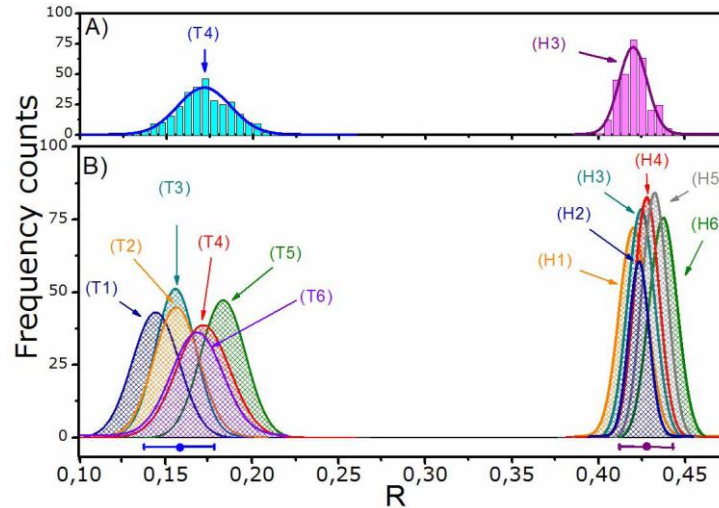 A)
(T4)
(H3)
100
75
50
25
0
B)
(T3)
(T2)
(T1)
(T4)
(T5)
(T6)
(H4)
(H3)
(H5
(H2)
(H6
(H1)
100
75
50
25
0
Frequency counts
0,10 0,15 0,20 0,25 0,30 0,35 0,40 0,45
R